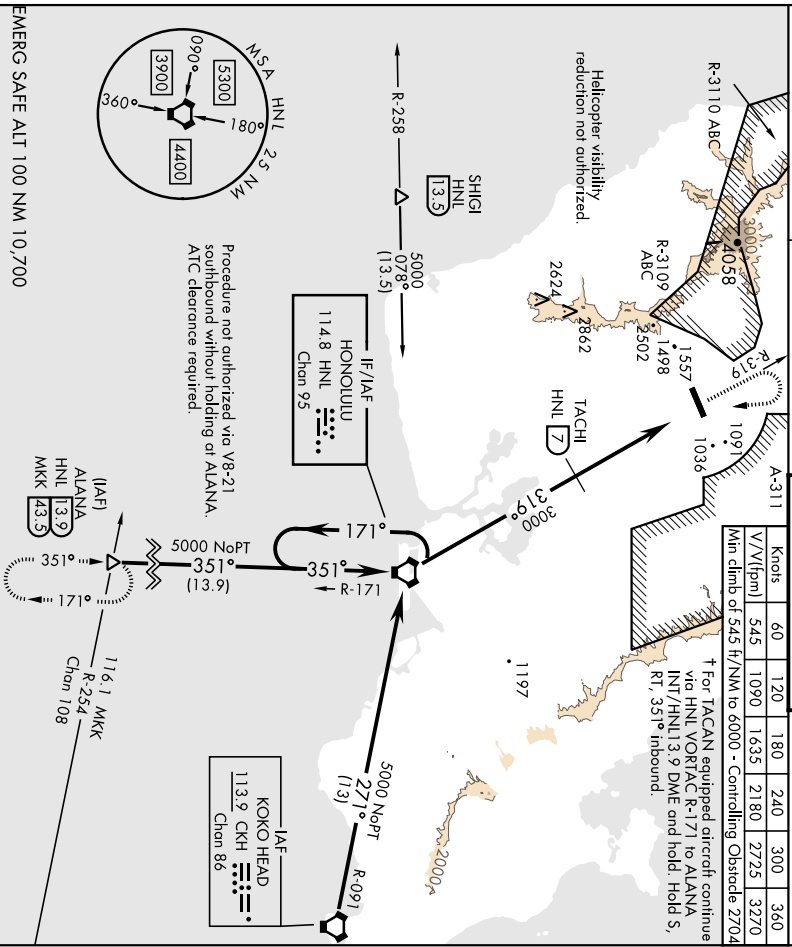 EMERG SAFE ALT 100 NM 10,700
MSA HNL 25 NM
090°
5300
3900
360°
180°
4400
R-258
SHIGI
HNL
13.5
5000
078°
(13.5)
Helicopter visibility
reduction not authorized.
R-3110 ABC
3000
4058
R-3109
ABC
2624
2862
2502
1498
1557
R-319
1091
1036
A-311
TACHI
HNL 7
319°
3000
IF/IAF
HONOLULU
114.8 HNL
Chan 95
Procedure not authorized via V8-21
southbound without holding at ALANA.
ATC clearance required.
(IAF)
ALANA
HNL 13.9
MKK 43.5
351°
171°
5000 NoPT
351°
(13.9)
171°
351°
R-171
116.1 MKK
R-254
Chan 108
5000 NoPT
271°
(13)
R-091
IAF
KOKO HEAD
113.9 CKH
Chan 86
1197
2000
Knots 60 120 180 240 300 360
V/V(fpm) 545 1090 1635 2180 2725 3270
Min climb of 545 ft/NM to 6000 - Controlling Obstacle 2704
† For TACAN equipped aircraft continue
via HNL VORTAC R-171 to ALANA
INT/HNL13.9 DME and hold. Hold S,
RT, 351° inbound.